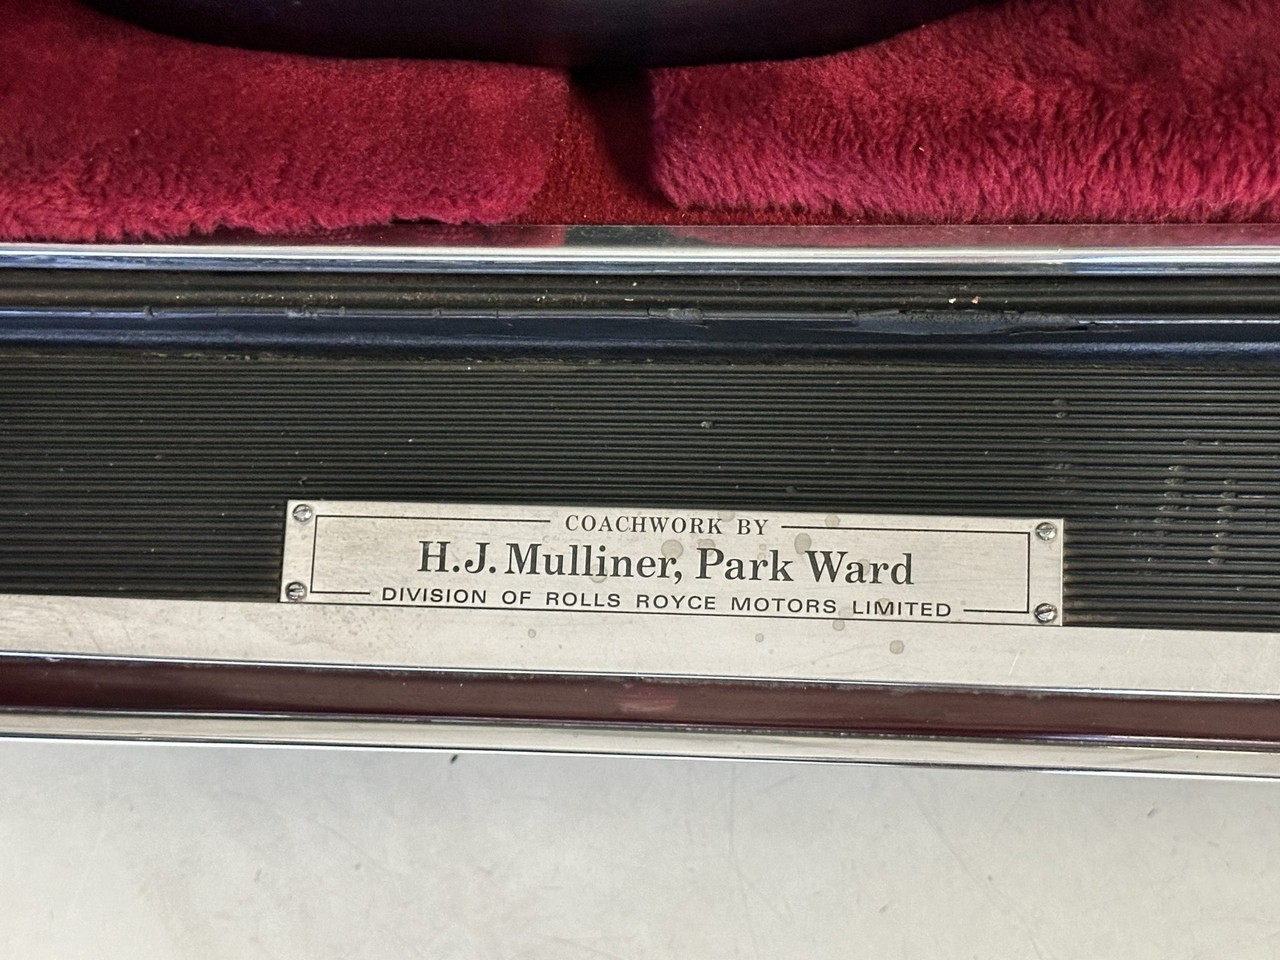 COACHWORK BY
H.J. Mulliner, Park Ward
DIVISION OF ROLLS ROYCE MOTORS LIMITED